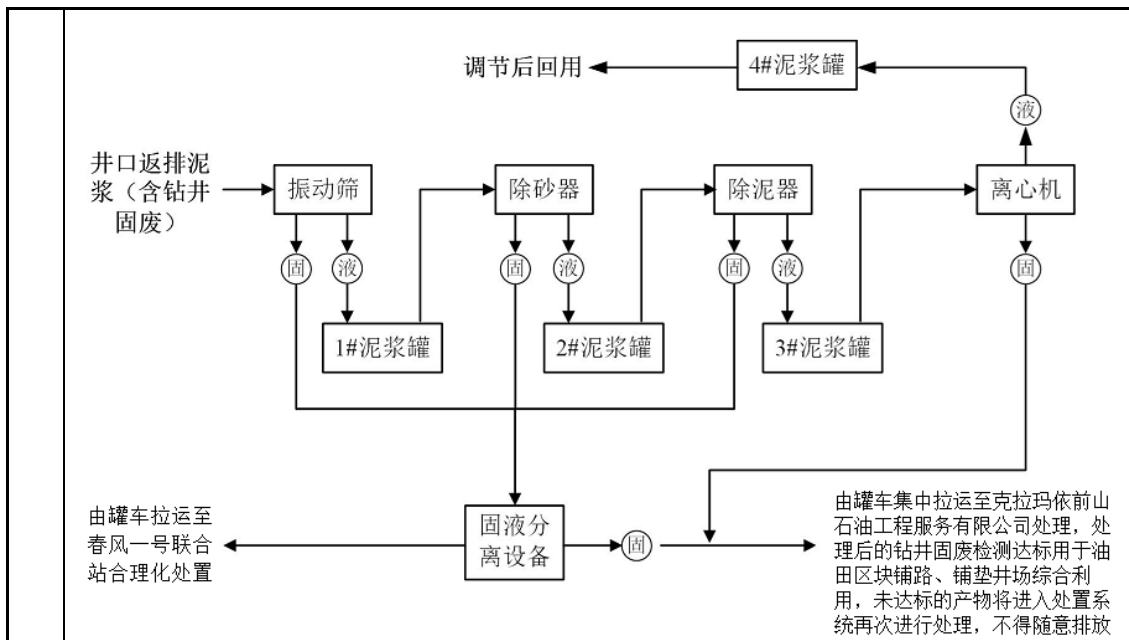 调节后回用
4#泥浆罐
液
井口返排泥
浆（含钻井
固废）
振动筛
除砂器
除泥器
离心机
固
液
固
液
固
液
固
1#泥浆罐
2#泥浆罐
3#泥浆罐
由罐车拉运至
春风一号联合
站合理化处置
固液分
离设备
固
由罐车集中拉运至克拉玛依前山
石油工程服务有限公司处理，处
理后的钻井固废检测达标用于油
田区块铺路、铺垫井场综合利
用，未达标的产物将进入处置系
统再次进行处理，不得随意排放